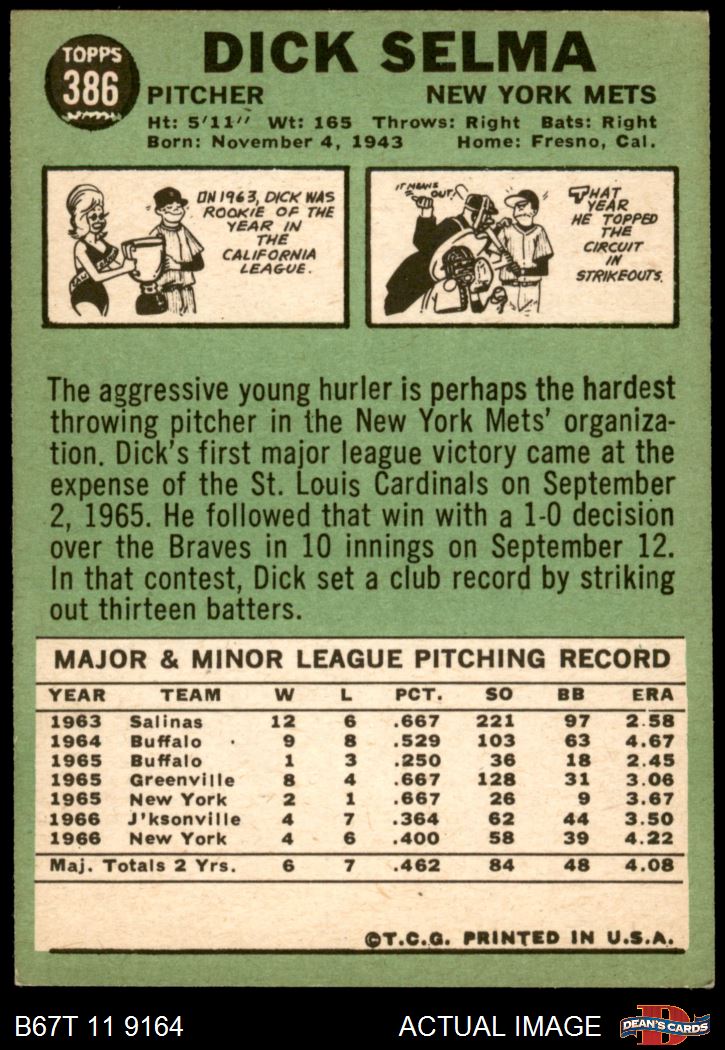 TOPPS
386
DICK SELMA
PITCHER NEW YORK METS
Ht: 5'11" Wt: 165 Throws: Right Bats: Right
Born: November 4, 1943 Home: Fresno, Cal.
ON 1963, DICK WAS
ROOKIE OF THE
YEAR IN
THE
CALIFORNIA
LEAGUE.
IT MEANS
OUT!
THAT
YEAR
HE TOPPED
THE
CIRCUIT
IN
STRIKEOUTS.
The aggressive young hurler is perhaps the hardest
throwing pitcher in the New York Mets' organiza-
tion. Dick's first major league victory came at the
expense of the St. Louis Cardinals on September
2, 1965. He followed that win with a 1-0 decision
over the Braves in 10 innings on September 12.
In that contest, Dick set a club record by striking
out thirteen batters.
MAJOR & MINOR LEAGUE PITCHING RECORD
YEAR TEAM W L PCT. SO BB ERA
1963 Salinas 12 6 .667 221 97 2.58
1964 Buffalo 9 8 .529 103 63 4.67
1965 Buffalo 1 3 .250 36 18 2.45
1965 Greenville 8 4 .667 128 31 3.06
1965 New York 2 1 .667 26 9 3.67
1966 J'ksonville 4 7 .364 62 44 3.50
1966 New York 4 6 .400 58 39 4.22
Maj. Totals 2 Yrs. 6 7 .462 84 48 4.08
©T.C.G. PRINTED IN U.S.A.
B67T 11 9164 ACTUAL IMAGE
DEAN'S CARDS